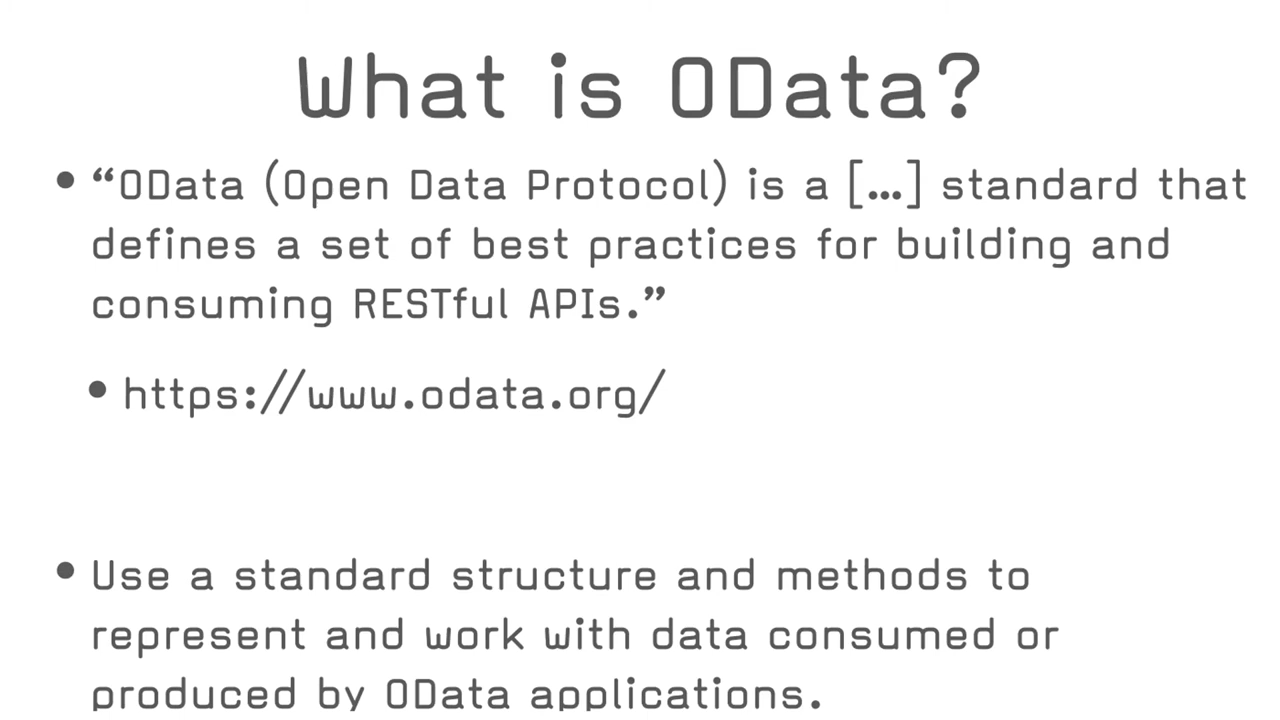 What is OData?
• “OData (Open Data Protocol) is a […] standard that
defines a set of best practices for building and
consuming RESTful APIs.”
• https://www.odata.org/
• Use a standard structure and methods to
represent and work with data consumed or
produced by OData applications.